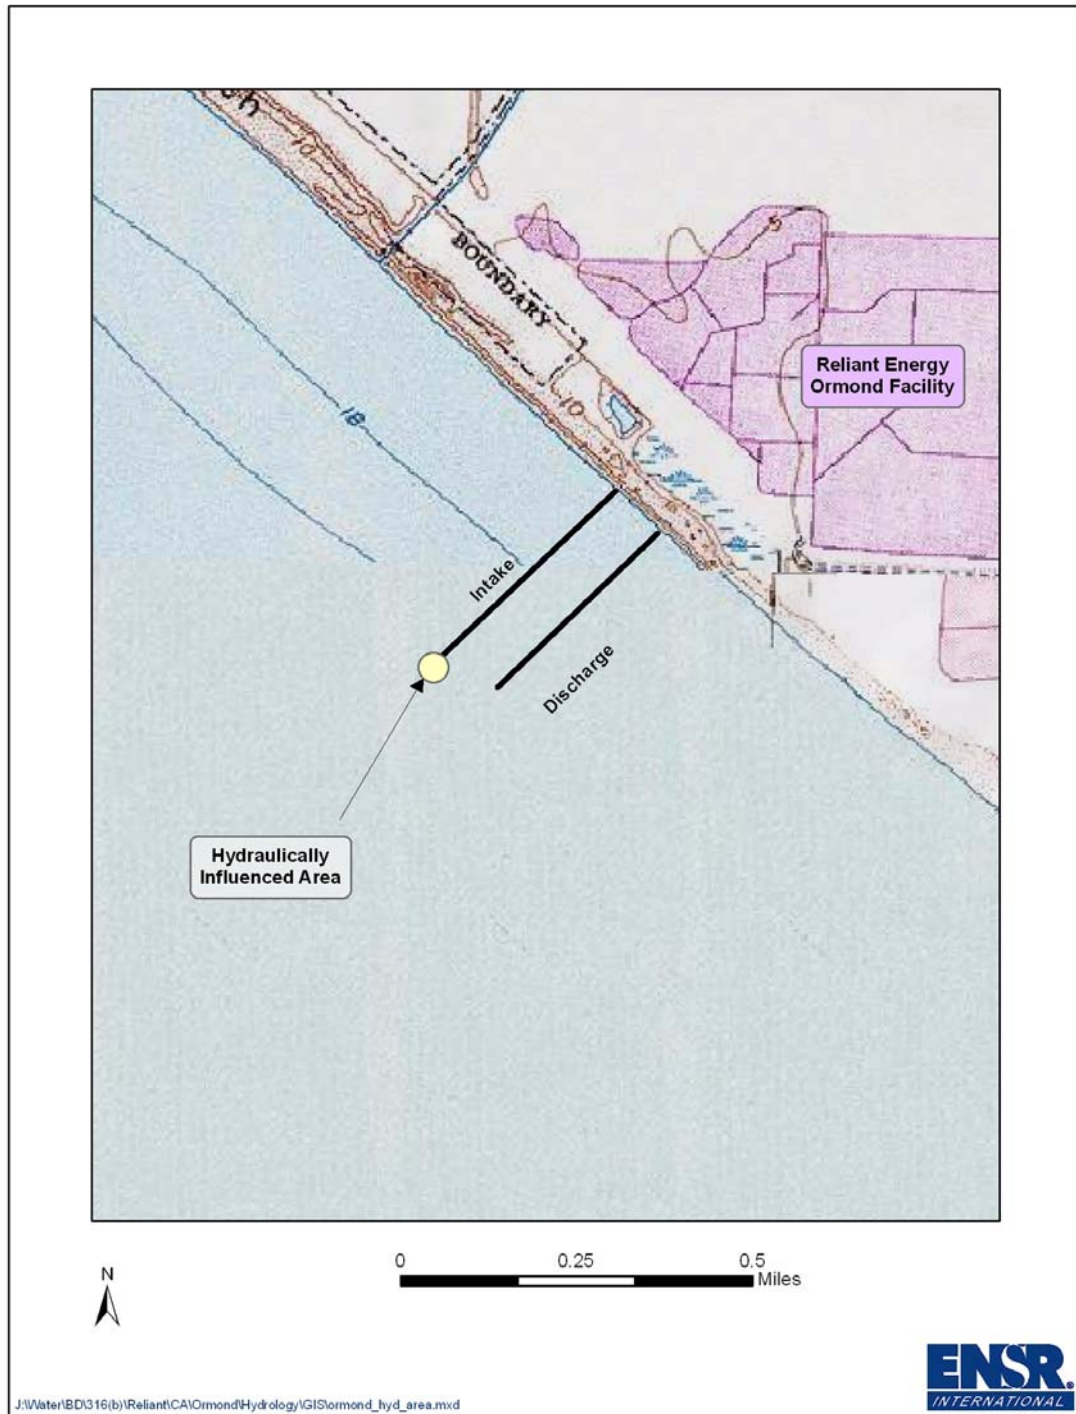 ch
10
BOUNDARY
5
Reliant Energy
Ormond Facility
18
10
Intake
Discharge
Hydraulically
Influenced Area
0 0.25 0.5
Miles
N
ENSR
INTERNATIONAL
J:\Water\BD\316(b)\Reliant\CA\Ormond\Hydrology\GIS\ormond_hyd_area.mxd